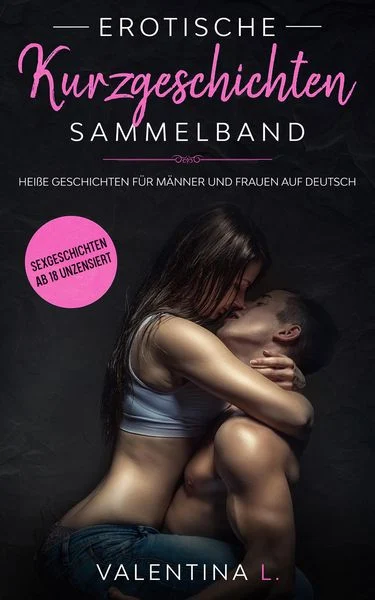 EROTISCHE
Kurzgeschichten
SAMMELBAND
HEIßE GESCHICHTEN FÜR MÄNNER UND FRAUEN AUF DEUTSCH
SEXGESCHICHTEN
AB 18 UNZENSIERT
VALENTINA L.